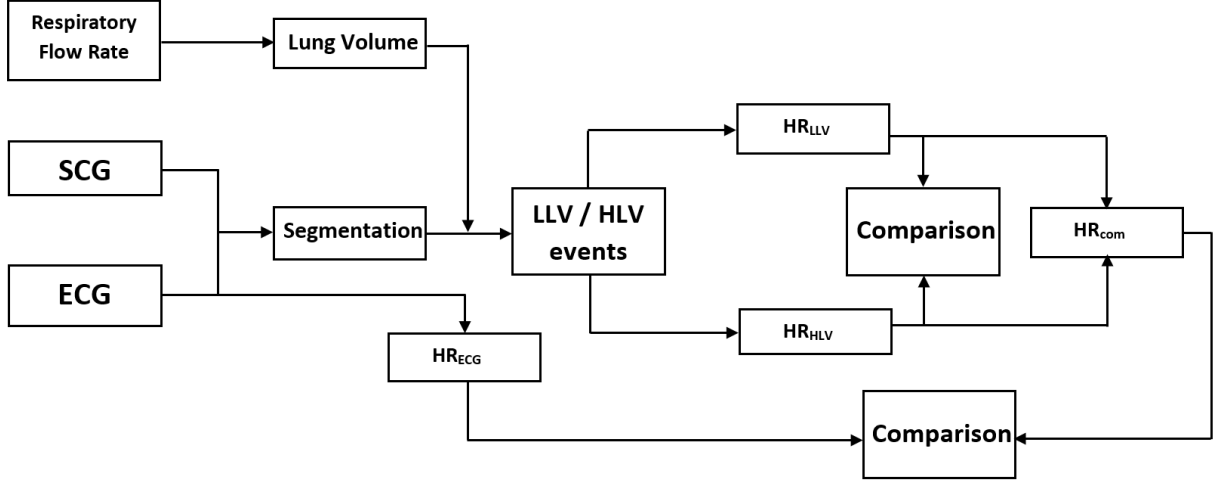 Respiratory
Flow Rate
Lung Volume
SCG
Segmentation
ECG
HRECG
LLV / HLV
events
HRLLV
Comparison
HRcom
HRHLV
Comparison